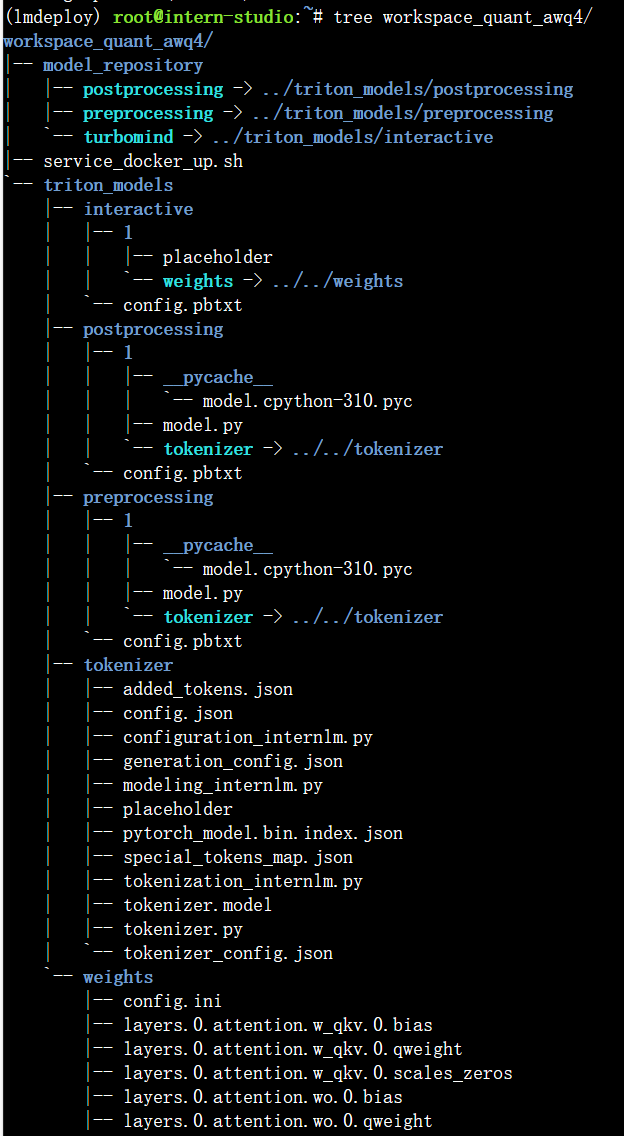 (lmdeploy) root@intern-studio:~# tree workspace_quant_awq4/
workspace_quant_awq4/
|-- model_repository
|   |-- postprocessing -> ../triton_models/postprocessing
|   |-- preprocessing -> ../triton_models/preprocessing
|   `-- turbomind -> ../triton_models/interactive
|-- service_docker_up.sh
`-- triton_models
    |-- interactive
    |   |-- 1
    |   |   |-- placeholder
    |   |   `-- weights -> ../../weights
    |   `-- config.pbtxt
    |-- postprocessing
    |   |-- 1
    |   |   |-- __pycache__
    |   |   |   `-- model.cpython-310.pyc
    |   |   |-- model.py
    |   |   `-- tokenizer -> ../../tokenizer
    |   `-- config.pbtxt
    |-- preprocessing
    |   |-- 1
    |   |   |-- __pycache__
    |   |   |   `-- model.cpython-310.pyc
    |   |   |-- model.py
    |   |   `-- tokenizer -> ../../tokenizer
    |   `-- config.pbtxt
    |-- tokenizer
    |   |-- added_tokens.json
    |   |-- config.json
    |   |-- configuration_internlm.py
    |   |-- generation_config.json
    |   |-- modeling_internlm.py
    |   |-- placeholder
    |   |-- pytorch_model.bin.index.json
    |   |-- special_tokens_map.json
    |   |-- tokenization_internlm.py
    |   |-- tokenizer.model
    |   |-- tokenizer.py
    |   `-- tokenizer_config.json
    `-- weights
        |-- config.ini
        |-- layers.0.attention.w_qkv.0.bias
        |-- layers.0.attention.w_qkv.0.qweight
        |-- layers.0.attention.w_qkv.0.scales_zeros
        |-- layers.0.attention.wo.0.bias
        |-- layers.0.attention.wo.0.qweight